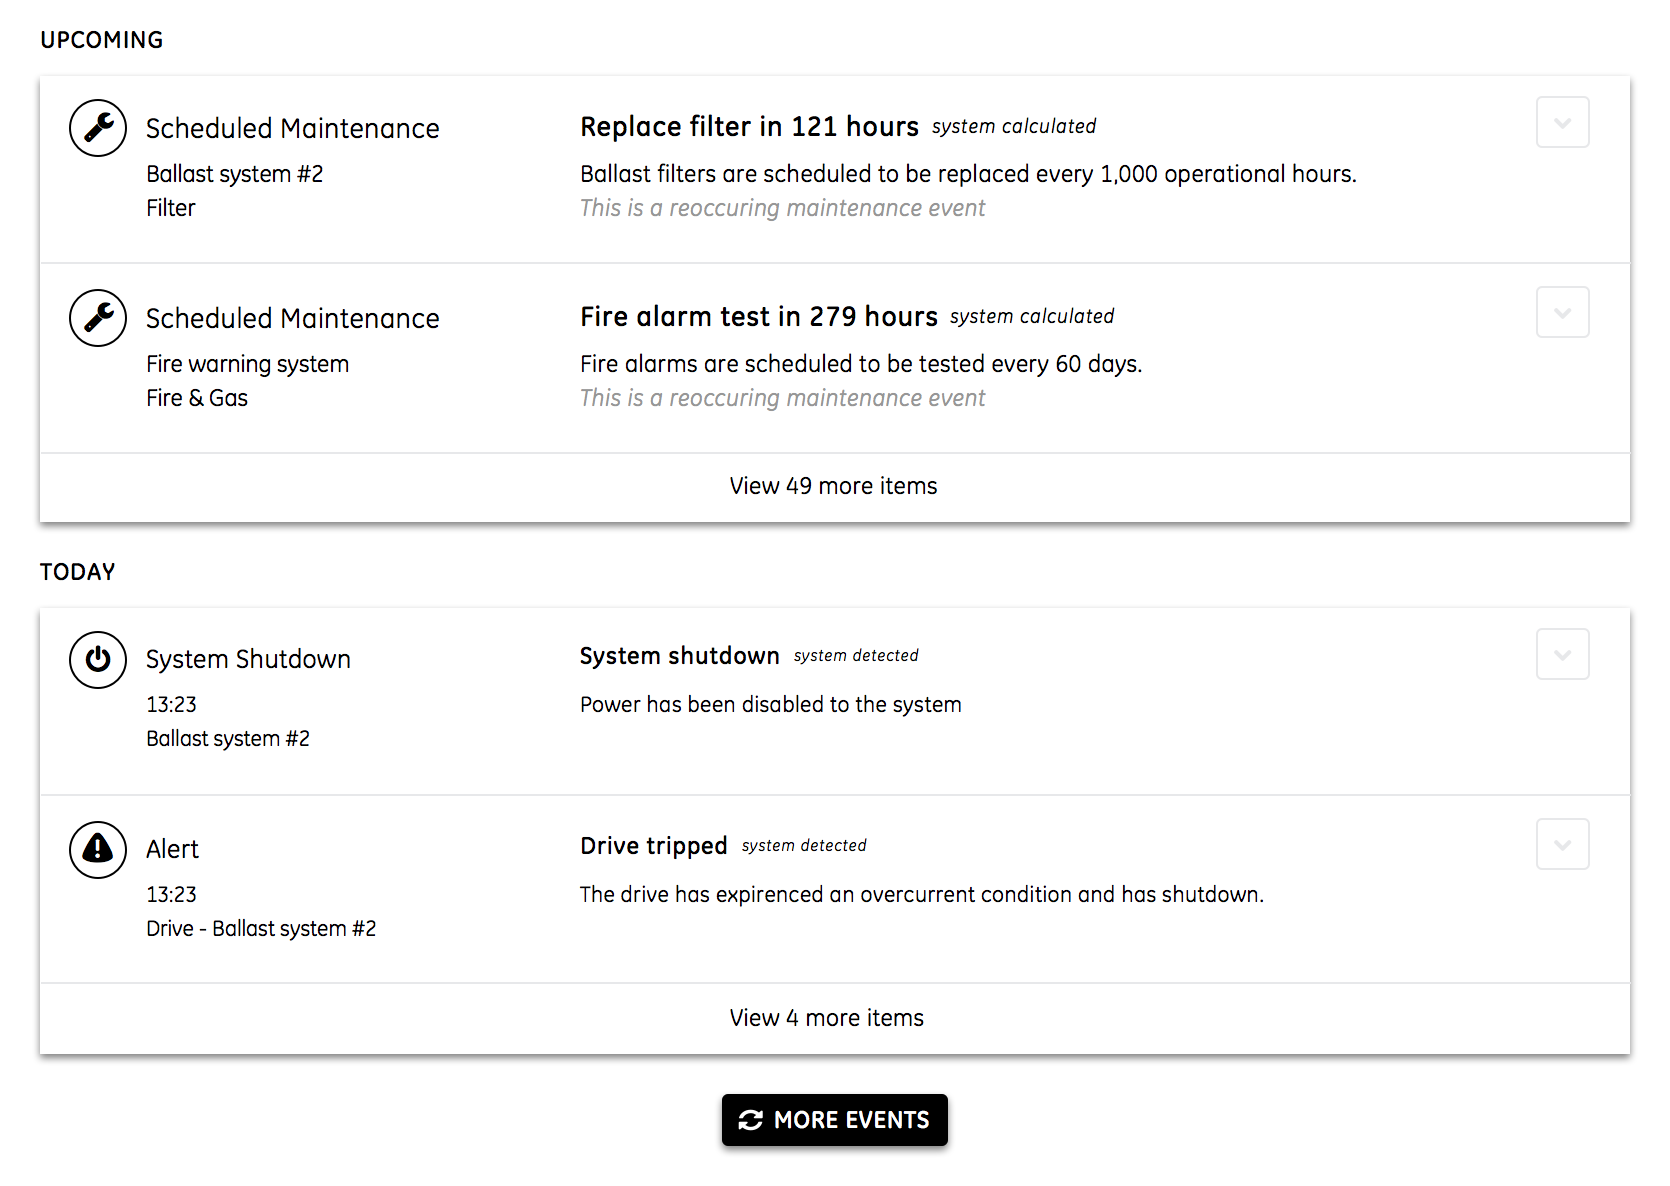 UPCOMING
Scheduled Maintenance
Ballast system #2
Filter
Replace filter in 121 hours system calculated
Ballast filters are scheduled to be replaced every 1,000 operational hours.
This is a reoccuring maintenance event
Scheduled Maintenance
Fire warning system
Fire & Gas
Fire alarm test in 279 hours system calculated
Fire alarms are scheduled to be tested every 60 days.
This is a reoccuring maintenance event
View 49 more items
TODAY
System Shutdown
13:23
Ballast system #2
System shutdown system detected
Power has been disabled to the system
Alert
13:23
Drive - Ballast system #2
Drive tripped system detected
The drive has expirenced an overcurrent condition and has shutdown.
View 4 more items
MORE EVENTS